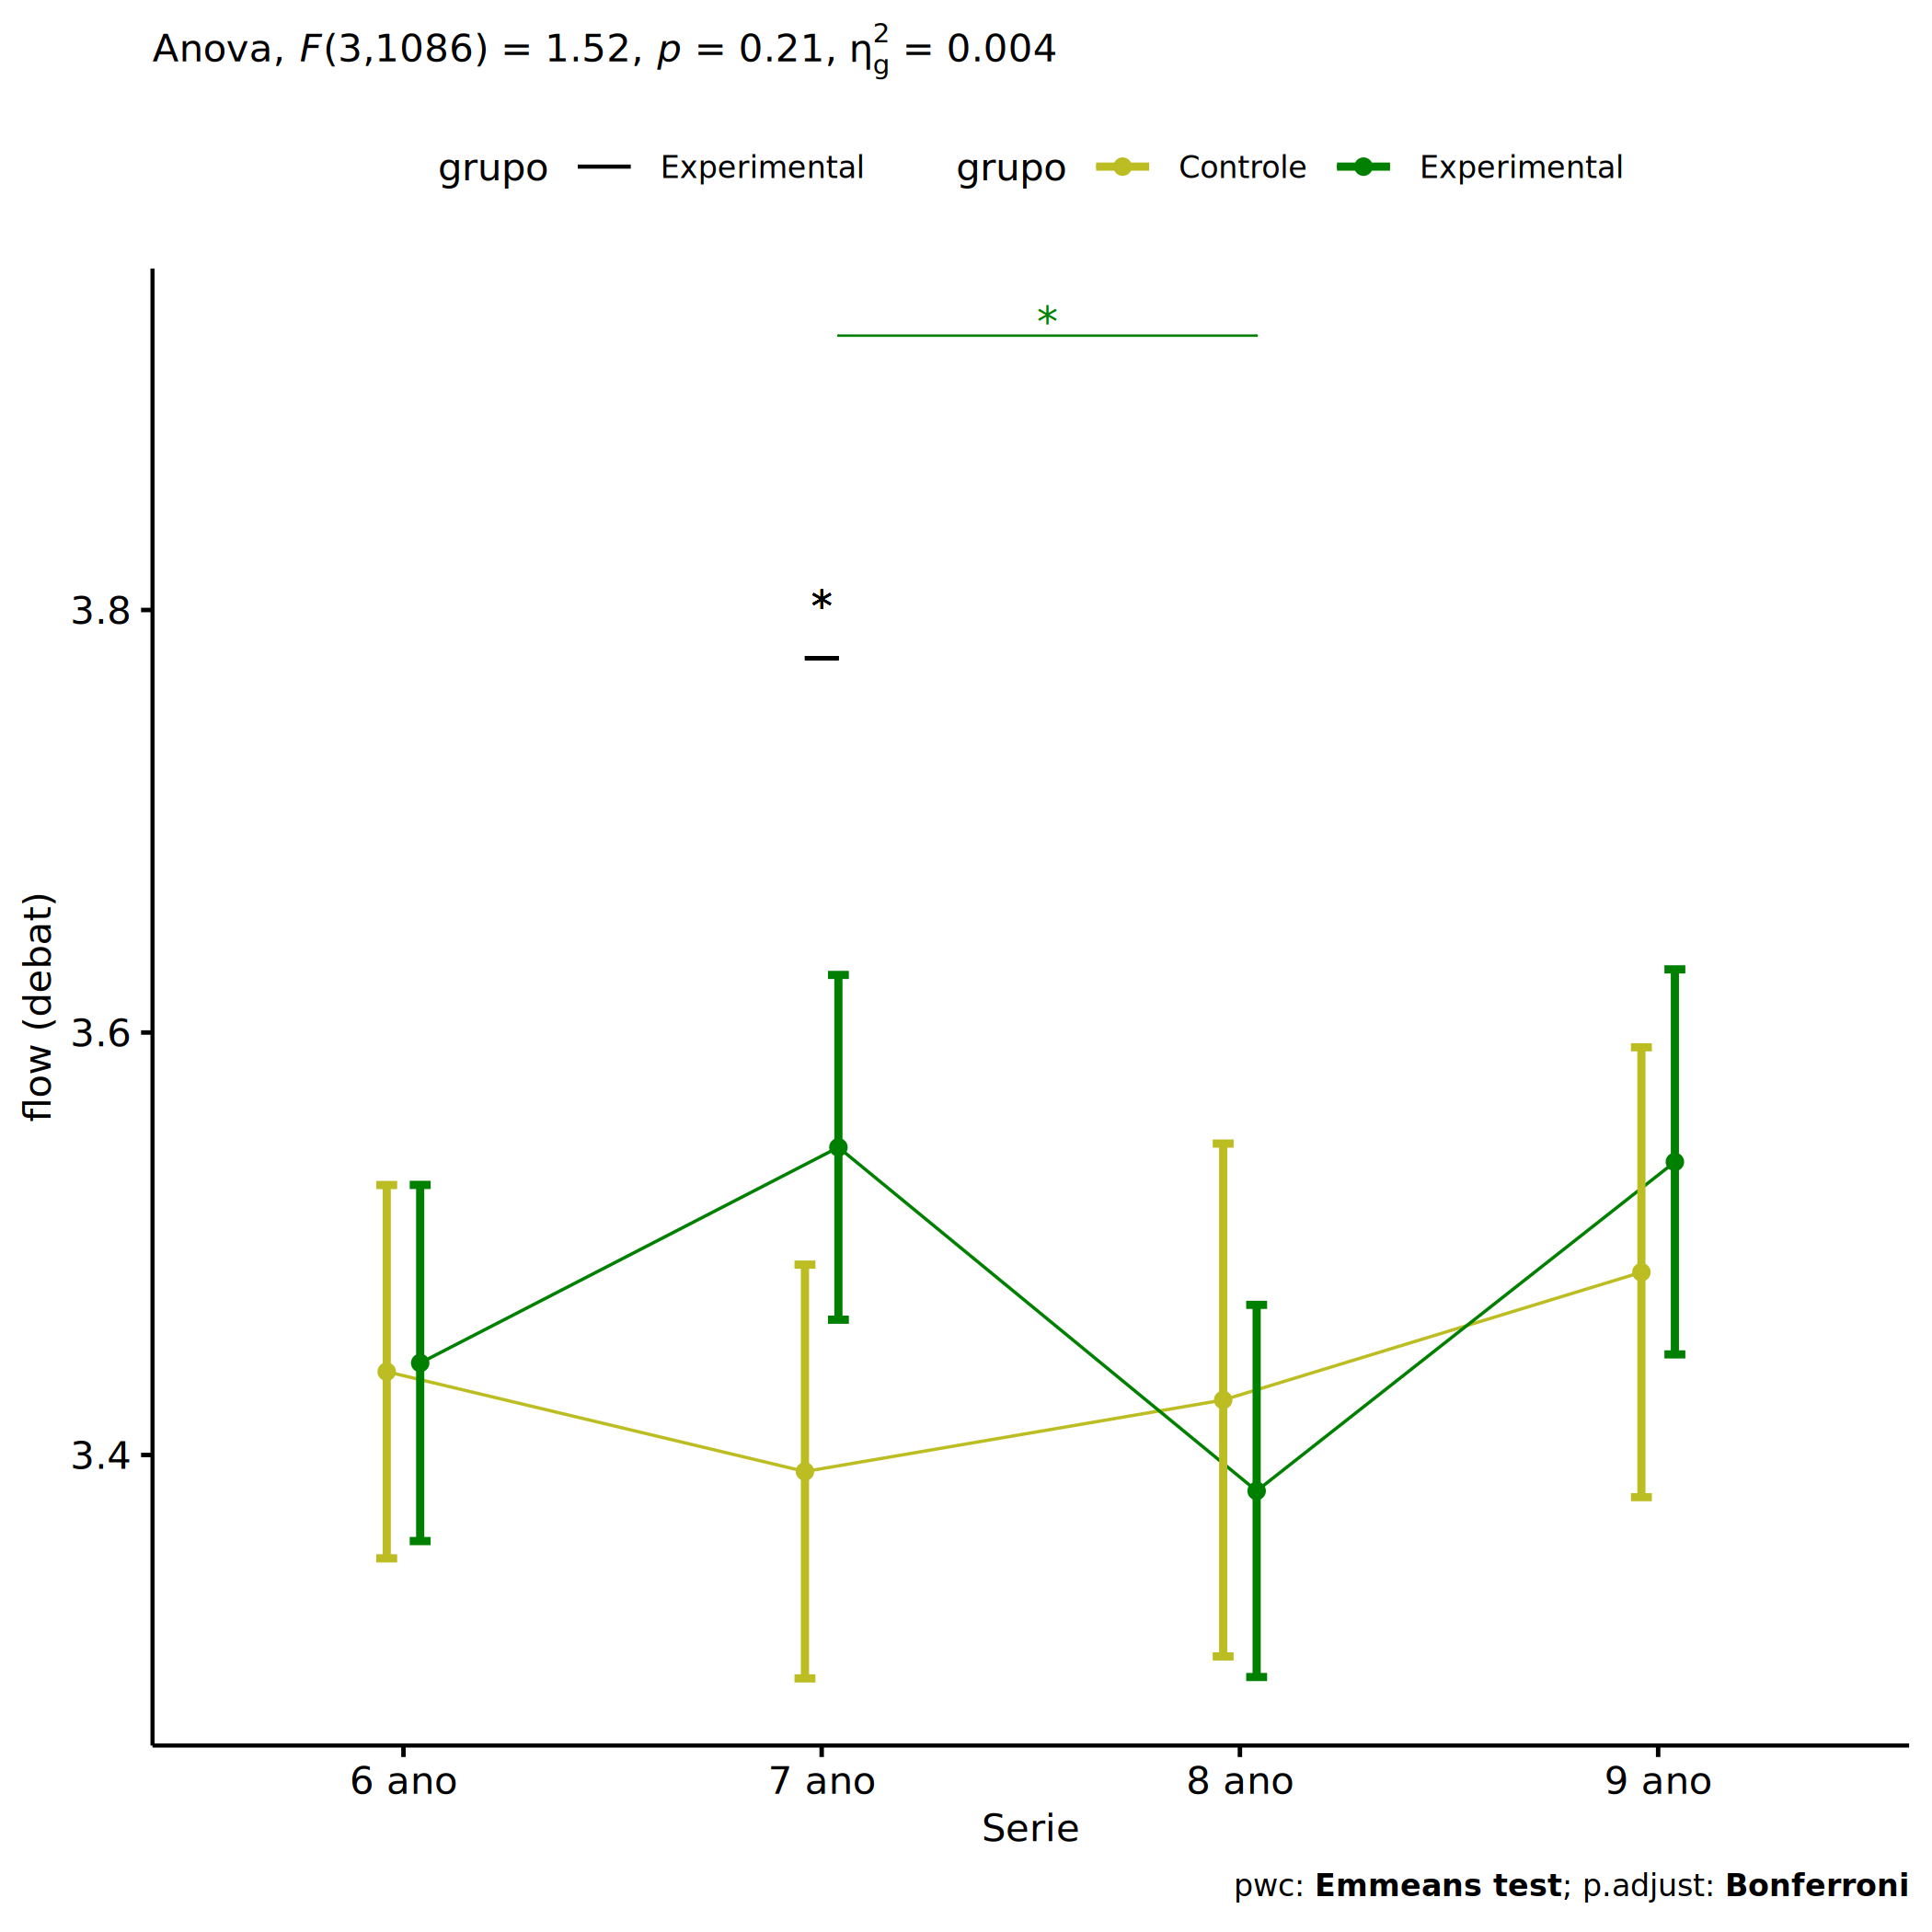 Anova, F(3,1086) = 1.52, p = 0.21, η²g = 0.004
grupo Experimental grupo Controle Experimental
*
*
3.8
3.6
3.4
flow (debat)
6 ano 7 ano 8 ano 9 ano
Serie
pwc: Emmeans test; p.adjust: Bonferroni